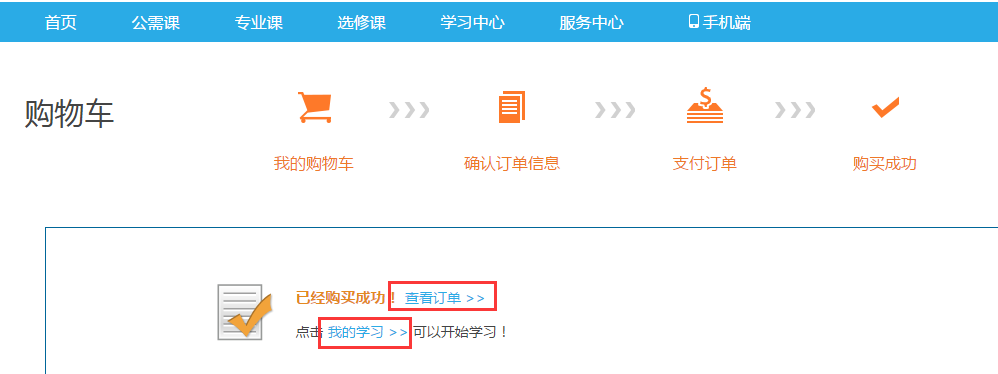 首页 公需课 专业课 选修课 学习中心 服务中心 手机端
购物车
我的购物车 确认订单信息 支付订单 购买成功
已经购买成功！ 查看订单 >>
点击 我的学习 >> 可以开始学习！